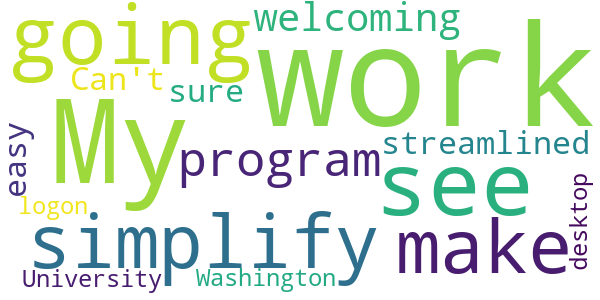 going
welcoming
work
Can't
sure
My
easy
program
streamlined
see
logon
simplify
make
desktop
University
Washington